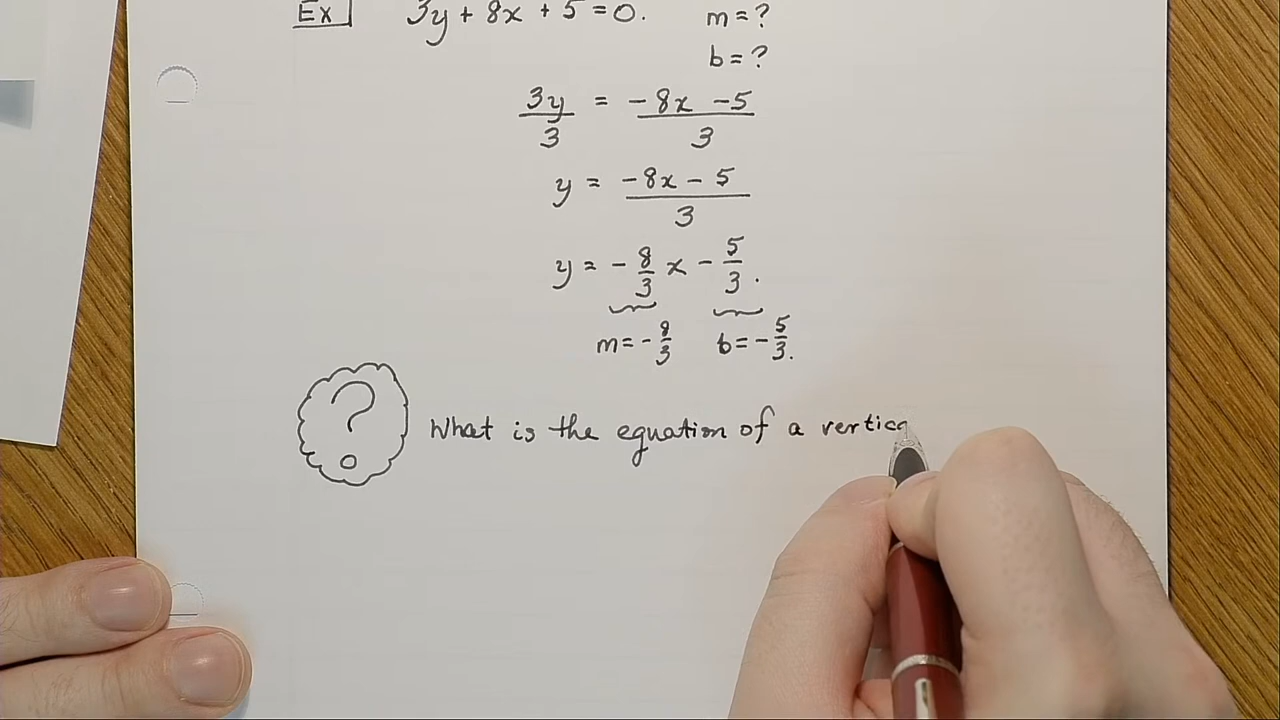 Ex 3y + 8x + 5 = 0. m = ?
b = ?
3y/3 = -8x - 5/3
y = -8x - 5/3
y = - 8/3 x - 5/3.
m = - 8/3 b = - 5/3.
? What is the equation of a vertica